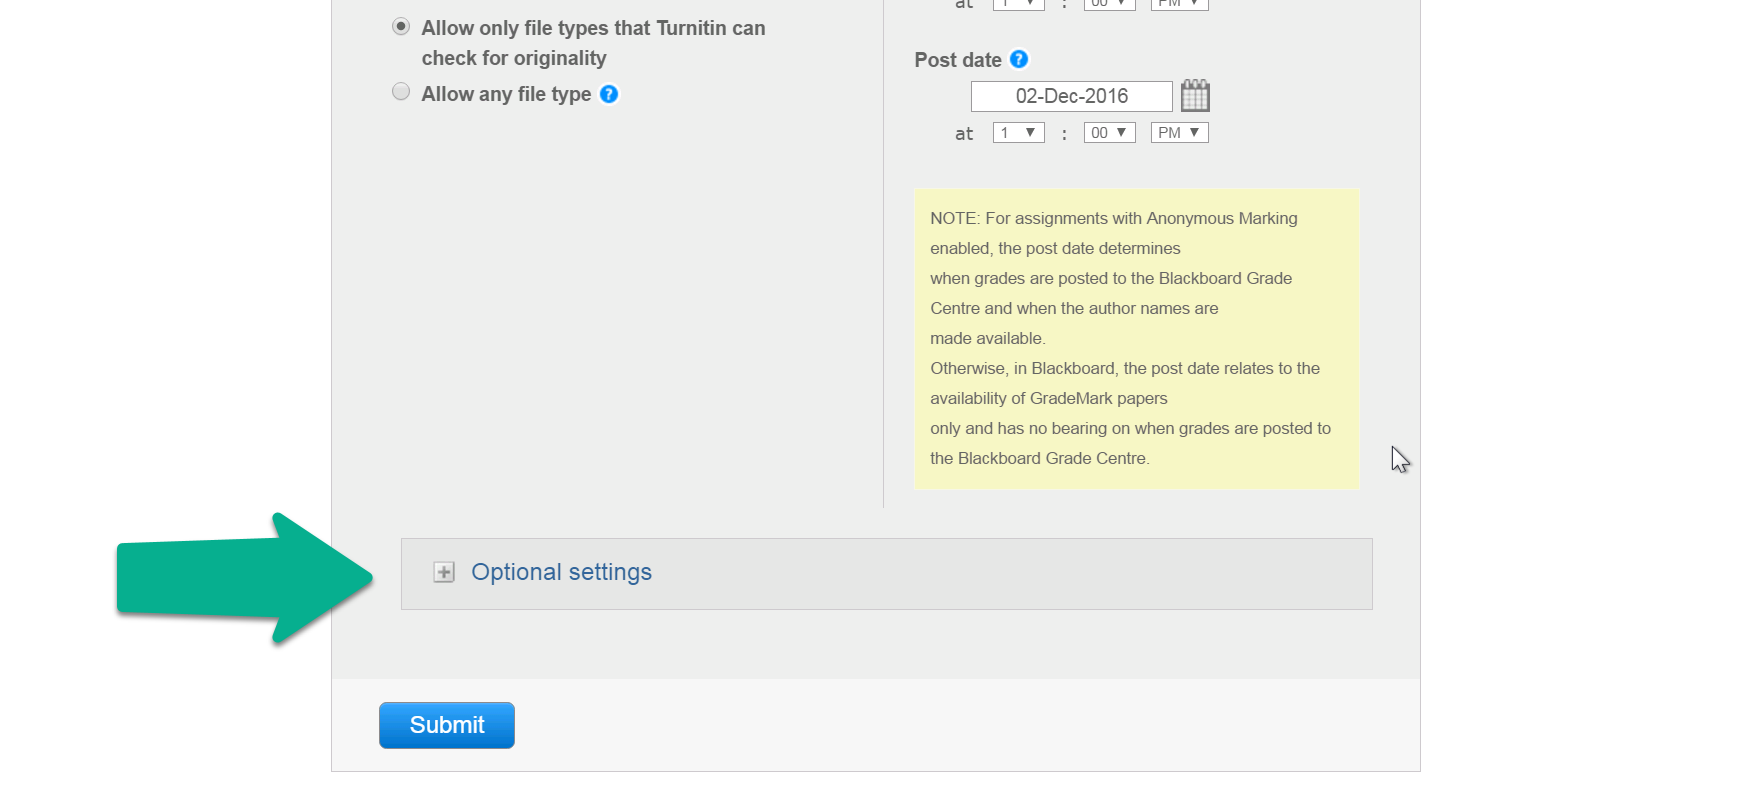 Allow only file types that Turnitin can
check for originality
Allow any file type ?
at 1 ▼ : 00 ▼ PM ▼
Post date ?
02-Dec-2016
at 1 ▼ : 00 ▼ PM ▼
NOTE: For assignments with Anonymous Marking
enabled, the post date determines
when grades are posted to the Blackboard Grade
Centre and when the author names are
made available.
Otherwise, in Blackboard, the post date relates to the
availability of GradeMark papers
only and has no bearing on when grades are posted to
the Blackboard Grade Centre.
Optional settings
Submit